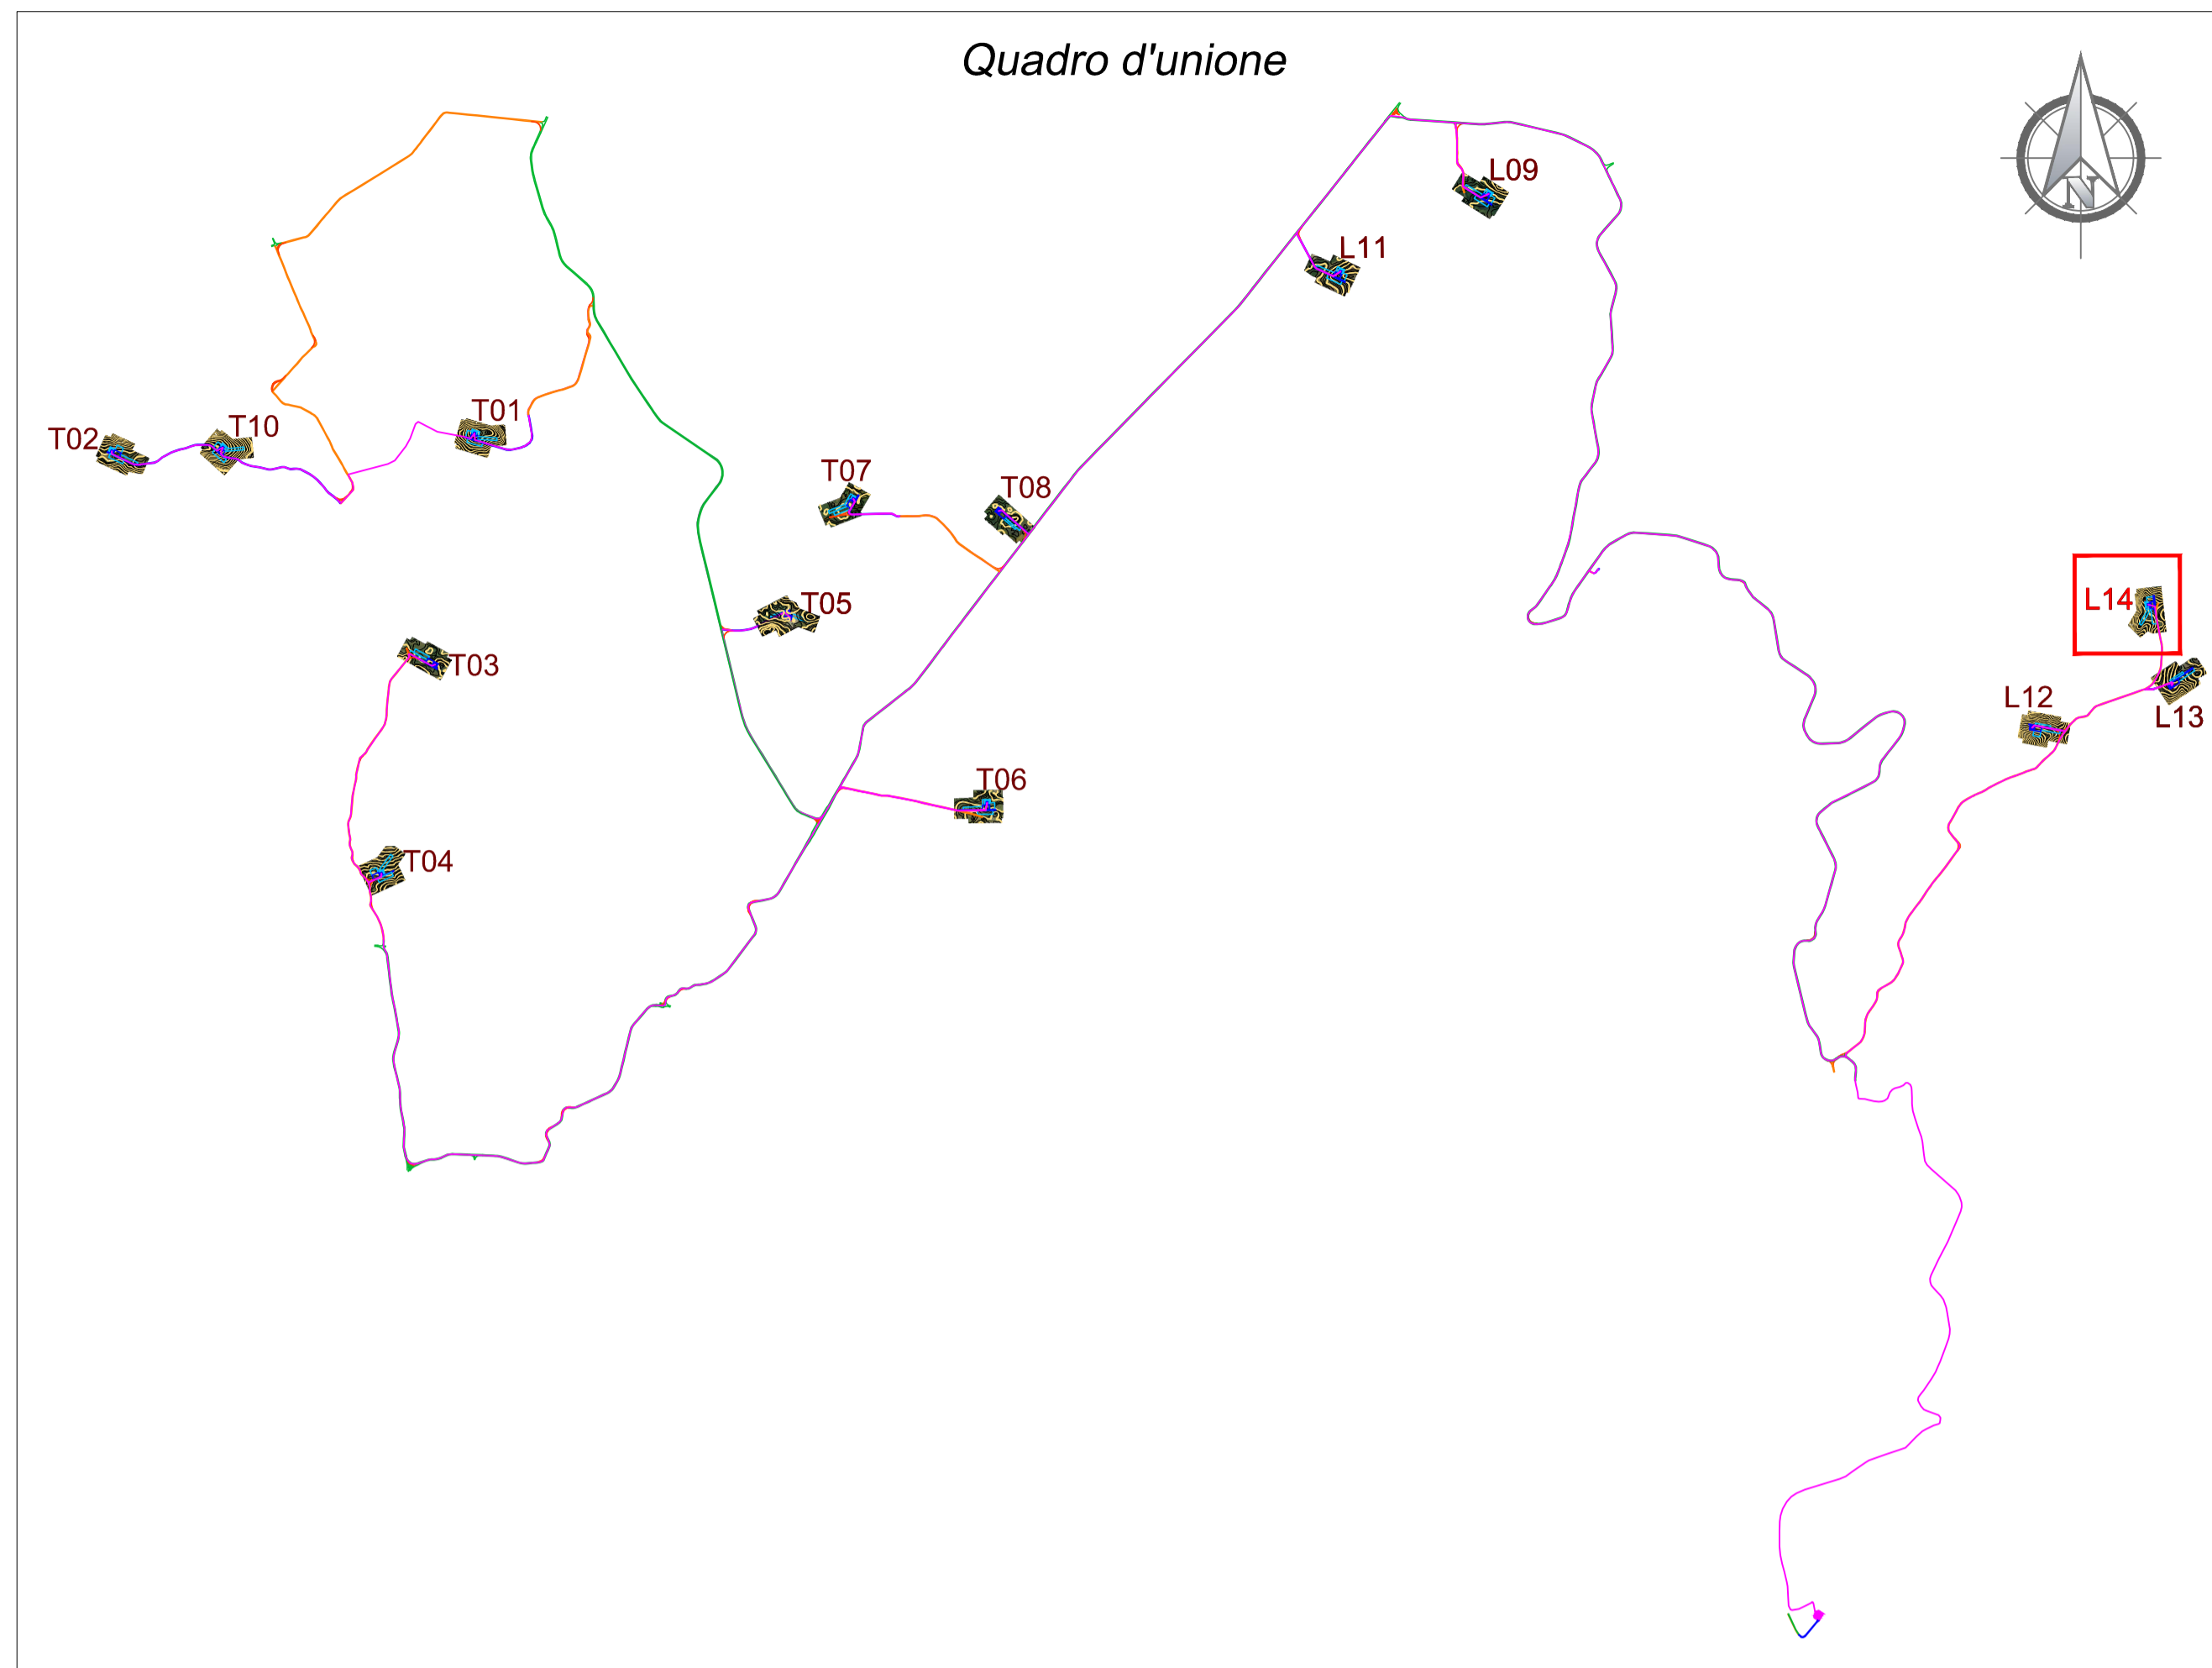 Quadro d'unione
N
L09
L11
T01
T10
T02
T07
T08
T05
L14
T03
L12
L13
T06
T04